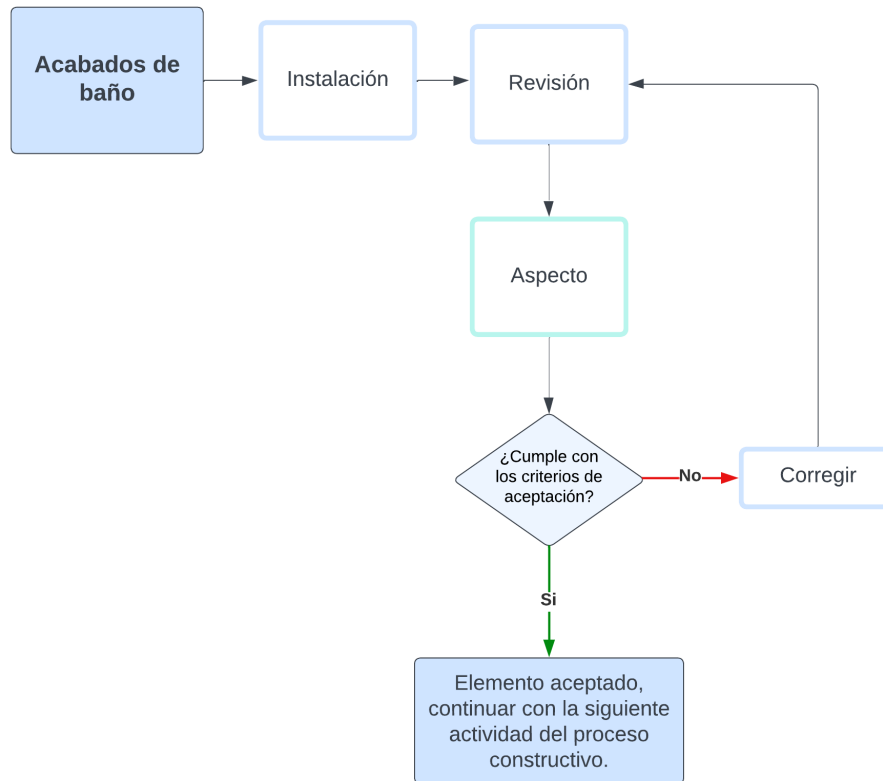 Acabados de
baño
Instalación
Revisión
Aspecto
¿Cumple con
los criterios de
aceptación?
No
Corregir
Si
Elemento aceptado,
continuar con la siguiente
actividad del proceso
constructivo.